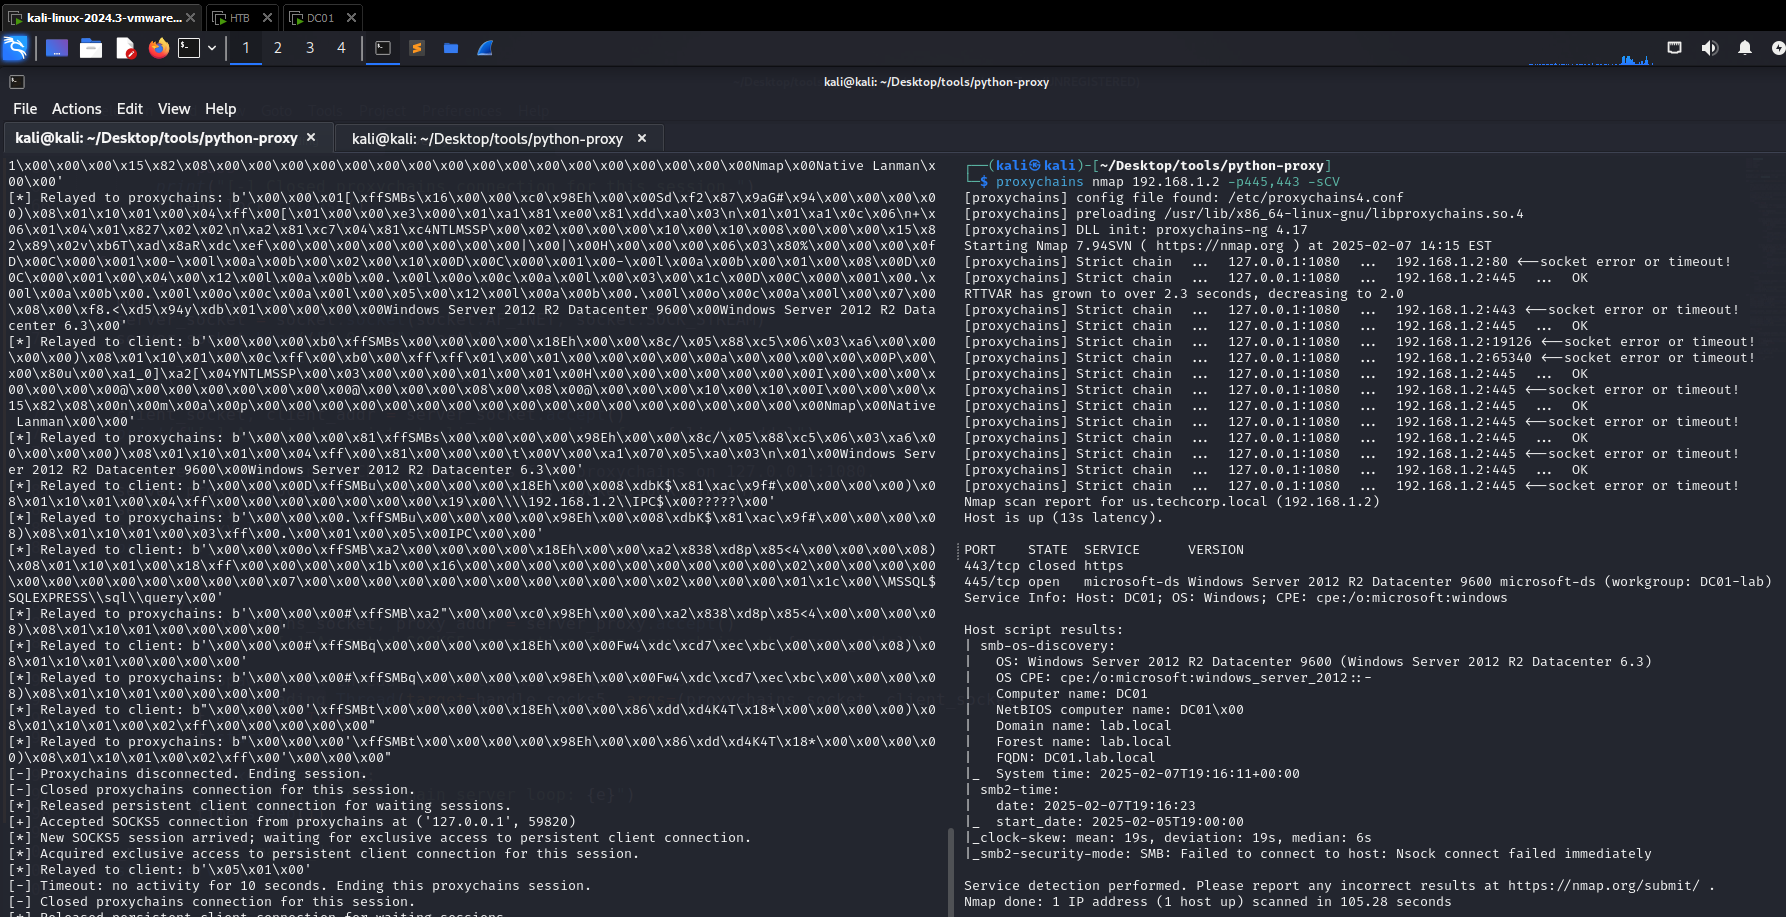 kali-linux-2024.3-vmware...
HTB
DC01
1 2 3 4
kali@kali: ~/Desktop/tools/python-proxy
File Actions Edit View Help
kali@kali: ~/Desktop/tools/python-proxy
kali@kali: ~/Desktop/tools/python-proxy
1\x00\x00\x00\x15\x82\x08\x00\x00\x00\x00\x00\x00\x00\x00\x00\x00\x00\x00\x00\x00\x00\x00\x00Nmap\x00Native Lanman\x
00\x00'
[*] Relayed to proxychains: b'\x00\x00\x01[\xffSMBs\x16\x00\x00\xc0\x98Eh\x00\x00Sd\xf2\x87\x9aG#\x94\x00\x00\x00\x0
0)\x08\x01\x10\x01\x00\x04\xff\x00[\x01\x00\x00\xe3\x000\x01\xa1\x81\xe00\x81\xdd\xa0\x03\n\x01\x01\xa1\x0c\x06\n+\x
06\x01\x04\x01\x827\x02\x02\n\xa2\x81\xc7\x04\x81\xc4NTLMSSP\x00\x02\x00\x00\x00\x10\x00\x10\x008\x00\x00\x00\x15\x8
2\x89\x02v\xb6T\xad\x8aR\xdc\xef\x00\x00\x00\x00\x00\x00\x00\x00|\x00|\x00H\x00\x00\x00\x06\x03\x80%\x00\x00\x00\x0f
D\x00C\x000\x001\x00-\x00l\x00a\x00b\x00\x02\x00\x10\x00D\x00C\x000\x001\x00-\x00l\x00a\x00b\x00\x01\x00\x08\x00D\x0
0C\x000\x001\x00\x04\x00\x12\x00l\x00a\x00b\x00.\x00l\x00o\x00c\x00a\x00l\x00\x03\x00\x1c\x00D\x00C\x000\x001\x00.\x
00l\x00a\x00b\x00.\x00l\x00o\x00c\x00a\x00l\x00\x05\x00\x12\x00l\x00a\x00b\x00.\x00l\x00o\x00c\x00a\x00l\x00\x07\x00
\x08\x00\xf8.<\xd5\x94y\xdb\x01\x00\x00\x00\x00Windows Server 2012 R2 Datacenter 9600\x00Windows Server 2012 R2 Data
center 6.3\x00'
[*] Relayed to client: b'\x00\x00\x00\xb0\xffSMBs\x00\x00\x00\x00\x18Eh\x00\x00\x8c/\x05\x88\xc5\x06\x03\xa6\x00\x00
\x00\x00)\x08\x01\x10\x01\x00\x0c\xff\x00\xb0\x00\xff\xff\x01\x00\x01\x00\x00\x00\x00\x00a\x00\x00\x00\x00\x00P\x00\
x00\x80u\x00\xa1_0]\xa2[\x04YNTLMSSP\x00\x03\x00\x00\x00\x01\x00\x01\x00H\x00\x00\x00\x00\x00\x00\x00I\x00\x00\x00\x
00\x00\x00\x00@\x00\x00\x00\x00\x00\x00\x00@\x00\x00\x00\x08\x00\x08\x00@\x00\x00\x00\x10\x00\x10\x00I\x00\x00\x00\x
15\x82\x08\x00n\x00m\x00a\x00p\x00\x00\x00\x00\x00\x00\x00\x00\x00\x00\x00\x00\x00\x00\x00\x00\x00Nmap\x00Native
Lanman\x00\x00'
[*] Relayed to proxychains: b'\x00\x00\x00\x81\xffSMBs\x00\x00\x00\x00\x98Eh\x00\x00\x8c/\x05\x88\xc5\x06\x03\xa6\x0
0\x00\x00\x00)\x08\x01\x10\x01\x00\x04\xff\x00\x81\x00\x00\x00\t\x00V\x00\xa1\x070\x05\xa0\x03\n\x01\x00Windows Serv
er 2012 R2 Datacenter 9600\x00Windows Server 2012 R2 Datacenter 6.3\x00'
[*] Relayed to client: b'\x00\x00\x00D\xffSMBu\x00\x00\x00\x00\x18Eh\x00\x008\xdbK$\x81\xac\x9f#\x00\x00\x00\x00)\x0
8\x01\x10\x01\x00\x04\xff\x00\x00\x00\x00\x00\x00\x00\x19\x00\\\\192.168.1.2\\IPC$\x00?????\x00'
[*] Relayed to proxychains: b'\x00\x00\x00.\xffSMBu\x00\x00\x00\x00\x98Eh\x00\x008\xdbK$\x81\xac\x9f#\x00\x00\x00\x0
8)\x08\x01\x10\x01\x00\x03\xff\x00.\x00\x01\x00\x05\x00IPC\x00\x00'
[*] Relayed to client: b'\x00\x00\x00o\xffSMB\xa2\x00\x00\x00\x00\x18Eh\x00\x00\xa2\x838\xd8p\x85<4\x00\x00\x00\x08)
\x08\x01\x10\x01\x00\x18\xff\x00\x00\x00\x00\x1b\x00\x16\x00\x00\x00\x00\x00\x00\x00\x00\x00\x00\x02\x00\x00\x00\x00
\x00\x00\x00\x00\x00\x00\x00\x07\x00\x00\x00\x00\x00\x00\x00\x00\x00\x00\x00\x02\x00\x00\x00\x01\x1c\x00\\MSSQL$
SQLEXPRESS\\sql\\query\x00'
[*] Relayed to proxychains: b'\x00\x00\x00#\xffSMB\xa2"\x00\x00\xc0\x98Eh\x00\x00\xa2\x838\xd8p\x85<4\x00\x00\x00\x0
8)\x08\x01\x10\x01\x00\x00\x00\x00'
[*] Relayed to client: b'\x00\x00\x00#\xffSMBq\x00\x00\x00\x00\x18Eh\x00\x00Fw4\xdc\xcd7\xec\xbc\x00\x00\x00\x08)\x0
8\x01\x10\x01\x00\x00\x00\x00'
[*] Relayed to proxychains: b'\x00\x00\x00#\xffSMBq\x00\x00\x00\x00\x98Eh\x00\x00Fw4\xdc\xcd7\xec\xbc\x00\x00\x00\x0
8)\x08\x01\x10\x01\x00\x00\x00\x00'
[*] Relayed to client: b"\x00\x00\x00'\xffSMBt\x00\x00\x00\x00\x18Eh\x00\x00\x86\xdd\xd4K4T\x18*\x00\x00\x00\x00)\x0
8\x01\x10\x01\x00\x02\xff\x00\x00\x00\x00\x00"
[*] Relayed to proxychains: b"\x00\x00\x00'\xffSMBt\x00\x00\x00\x00\x98Eh\x00\x00\x86\xdd\xd4K4T\x18*\x00\x00\x00\x0
0)\x08\x01\x10\x01\x00\x02\xff\x00'\x00\x00\x00"
[-] Proxychains disconnected. Ending session.
[-] Closed proxychains connection for this session.
[*] Released persistent client connection for waiting sessions.
[+] Accepted SOCKS5 connection from proxychains at ('127.0.0.1', 59820)
[*] New SOCKS5 session arrived; waiting for exclusive access to persistent client connection.
[*] Acquired exclusive access to persistent client connection for this session.
[*] Relayed to client: b'\x05\x01\x00'
[-] Timeout: no activity for 10 seconds. Ending this proxychains session.
[-] Closed proxychains connection for this session.
[*] Released persistent client connection for waiting sessions.
┌──(kali㉿kali)-[~/Desktop/tools/python-proxy]
└─$ proxychains nmap 192.168.1.2 -p445,443 -sCV
[proxychains] config file found: /etc/proxychains4.conf
[proxychains] preloading /usr/lib/x86_64-linux-gnu/libproxychains.so.4
[proxychains] DLL init: proxychains-ng 4.17
Starting Nmap 7.94SVN ( https://nmap.org ) at 2025-02-07 14:15 EST
[proxychains] Strict chain ... 127.0.0.1:1080 ... 192.168.1.2:80 <--socket error or timeout!
[proxychains] Strict chain ... 127.0.0.1:1080 ... 192.168.1.2:445 ... OK
RTTVAR has grown to over 2.3 seconds, decreasing to 2.0
[proxychains] Strict chain ... 127.0.0.1:1080 ... 192.168.1.2:443 <--socket error or timeout!
[proxychains] Strict chain ... 127.0.0.1:1080 ... 192.168.1.2:445 ... OK
[proxychains] Strict chain ... 127.0.0.1:1080 ... 192.168.1.2:19126 <--socket error or timeout!
[proxychains] Strict chain ... 127.0.0.1:1080 ... 192.168.1.2:65340 <--socket error or timeout!
[proxychains] Strict chain ... 127.0.0.1:1080 ... 192.168.1.2:445 ... OK
[proxychains] Strict chain ... 127.0.0.1:1080 ... 192.168.1.2:445 <--socket error or timeout!
[proxychains] Strict chain ... 127.0.0.1:1080 ... 192.168.1.2:445 ... OK
[proxychains] Strict chain ... 127.0.0.1:1080 ... 192.168.1.2:445 <--socket error or timeout!
[proxychains] Strict chain ... 127.0.0.1:1080 ... 192.168.1.2:445 ... OK
[proxychains] Strict chain ... 127.0.0.1:1080 ... 192.168.1.2:445 <--socket error or timeout!
[proxychains] Strict chain ... 127.0.0.1:1080 ... 192.168.1.2:445 ... OK
[proxychains] Strict chain ... 127.0.0.1:1080 ... 192.168.1.2:445 <--socket error or timeout!
Nmap scan report for us.techcorp.local (192.168.1.2)
Host is up (13s latency).
PORT STATE SERVICE VERSION
443/tcp closed https
445/tcp open microsoft-ds Windows Server 2012 R2 Datacenter 9600 microsoft-ds (workgroup: DC01-lab)
Service Info: Host: DC01; OS: Windows; CPE: cpe:/o:microsoft:windows
Host script results:
| smb-os-discovery:
| OS: Windows Server 2012 R2 Datacenter 9600 (Windows Server 2012 R2 Datacenter 6.3)
| OS CPE: cpe:/o:microsoft:windows_server_2012::-
| Computer name: DC01
| NetBIOS computer name: DC01\x00
| Domain name: lab.local
| Forest name: lab.local
| FQDN: DC01.lab.local
|_ System time: 2025-02-07T19:16:11+00:00
| smb2-time:
| date: 2025-02-07T19:16:23
|_ start_date: 2025-02-05T19:00:00
|_clock-skew: mean: 19s, deviation: 19s, median: 6s
|_smb2-security-mode: SMB: Failed to connect to host: Nsock connect failed immediately
Service detection performed. Please report any incorrect results at https://nmap.org/submit/ .
Nmap done: 1 IP address (1 host up) scanned in 105.28 seconds